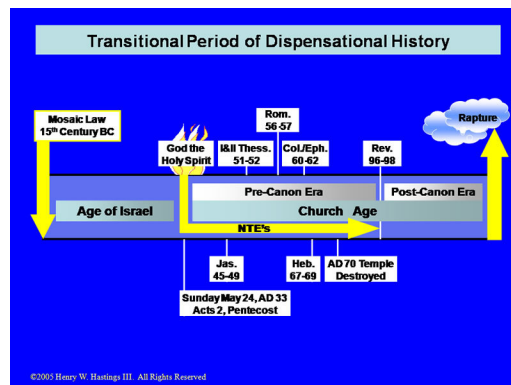 Transitional Period of Dispensational History
Mosaic Law
15th Century BC
God the
Holy Spirit
I&II Thess.
51-52
Rom.
56-57
Col./Eph.
60-62
Rev.
96-98
Rapture
Pre-Canon Era
Post-Canon Era
Age of Israel
Church Age
NTE's
Jas.
45-49
Heb.
67-69
AD 70 Temple
Destroyed
Sunday May 24, AD 33
Acts 2, Pentecost
©2005 Henry W. Hastings III. All Rights Reserved